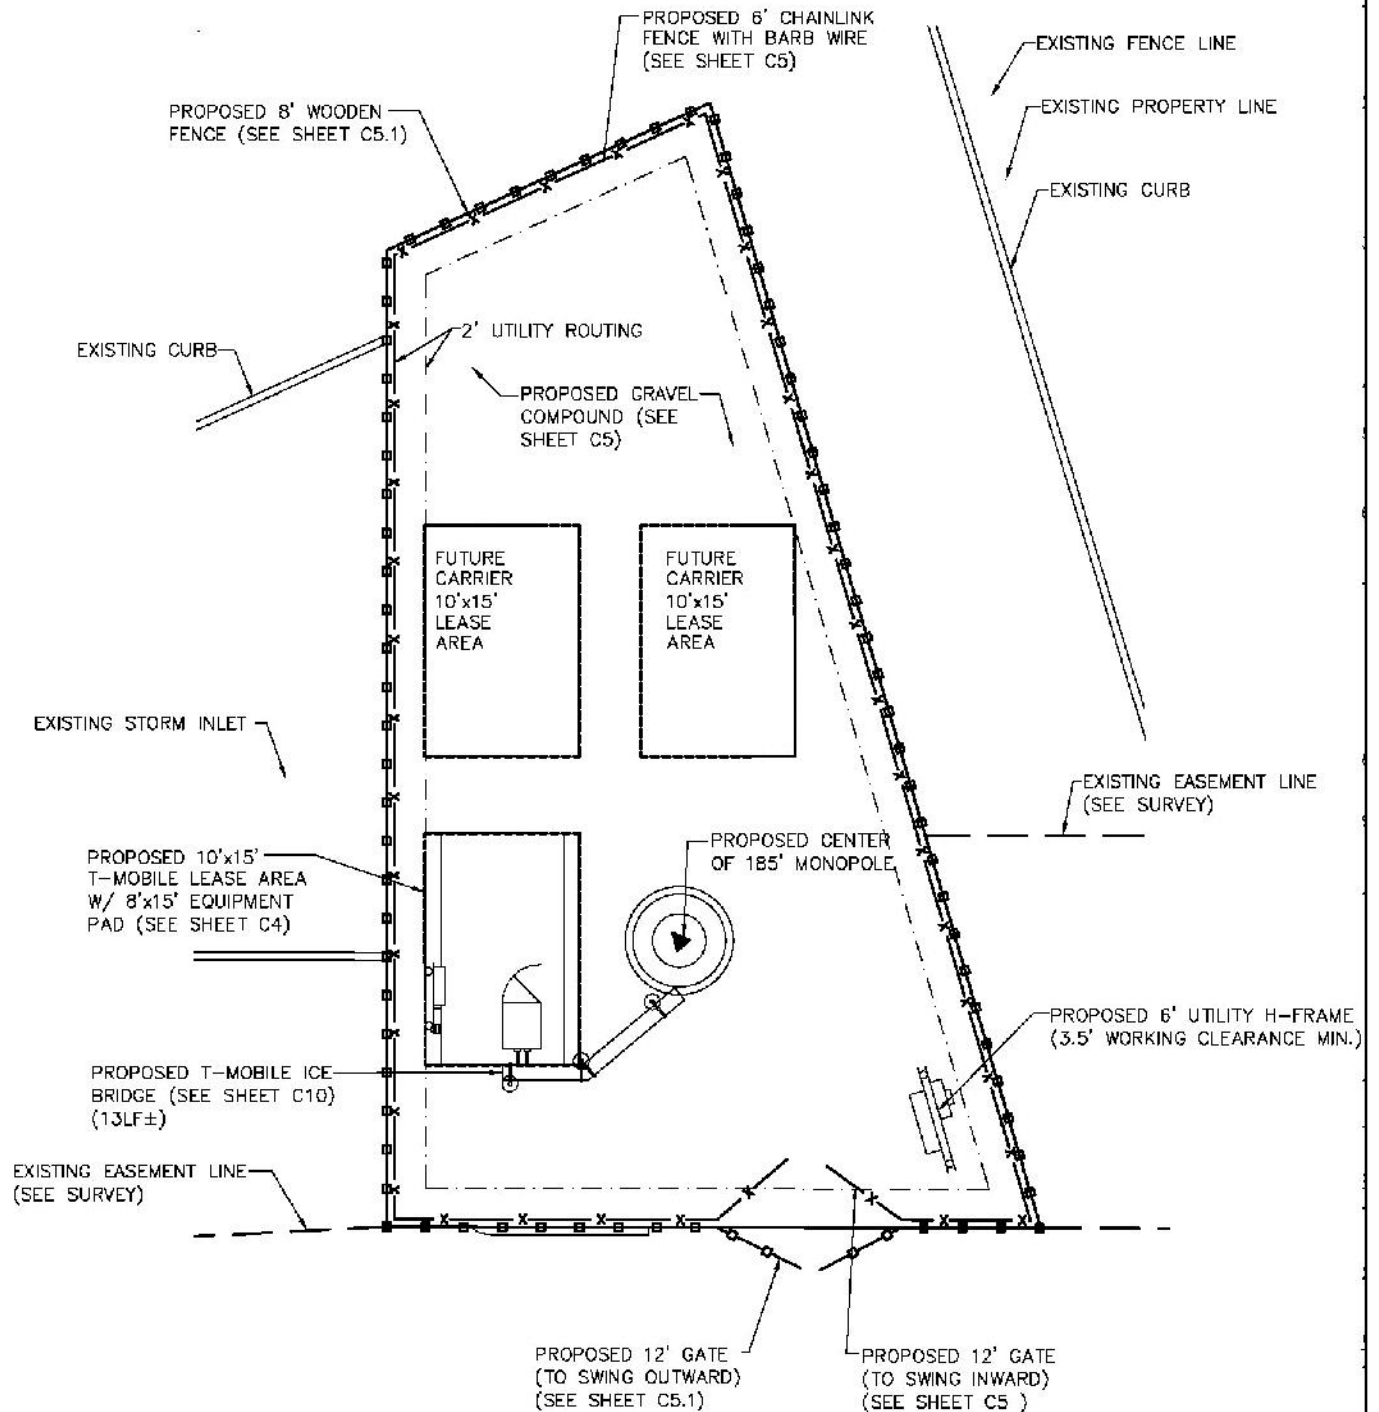 PROPOSED 6' CHAINLINK
FENCE WITH BARB WIRE
(SEE SHEET C5)
EXISTING FENCE LINE
PROPOSED 8' WOODEN
FENCE (SEE SHEET C5.1)
EXISTING PROPERTY LINE
EXISTING CURB
2' UTILITY ROUTING
EXISTING CURB
PROPOSED GRAVEL
COMPOUND (SEE
SHEET C5)
FUTURE
CARRIER
10'x15'
LEASE
AREA
FUTURE
CARRIER
10'x15'
LEASE
AREA
EXISTING STORM INLET
EXISTING EASEMENT LINE
(SEE SURVEY)
PROPOSED CENTER
OF 185' MONOPOLE
PROPOSED 10'x15'
T-MOBILE LEASE AREA
W/ 8'x15' EQUIPMENT
PAD (SEE SHEET C4)
PROPOSED 6' UTILITY H-FRAME
(3.5' WORKING CLEARANCE MIN.)
PROPOSED T-MOBILE ICE
BRIDGE (SEE SHEET C10)
(13LF±)
EXISTING EASEMENT LINE
(SEE SURVEY)
PROPOSED 12' GATE
(TO SWING OUTWARD)
(SEE SHEET C5.1)
PROPOSED 12' GATE
(TO SWING INWARD)
(SEE SHEET C5 )